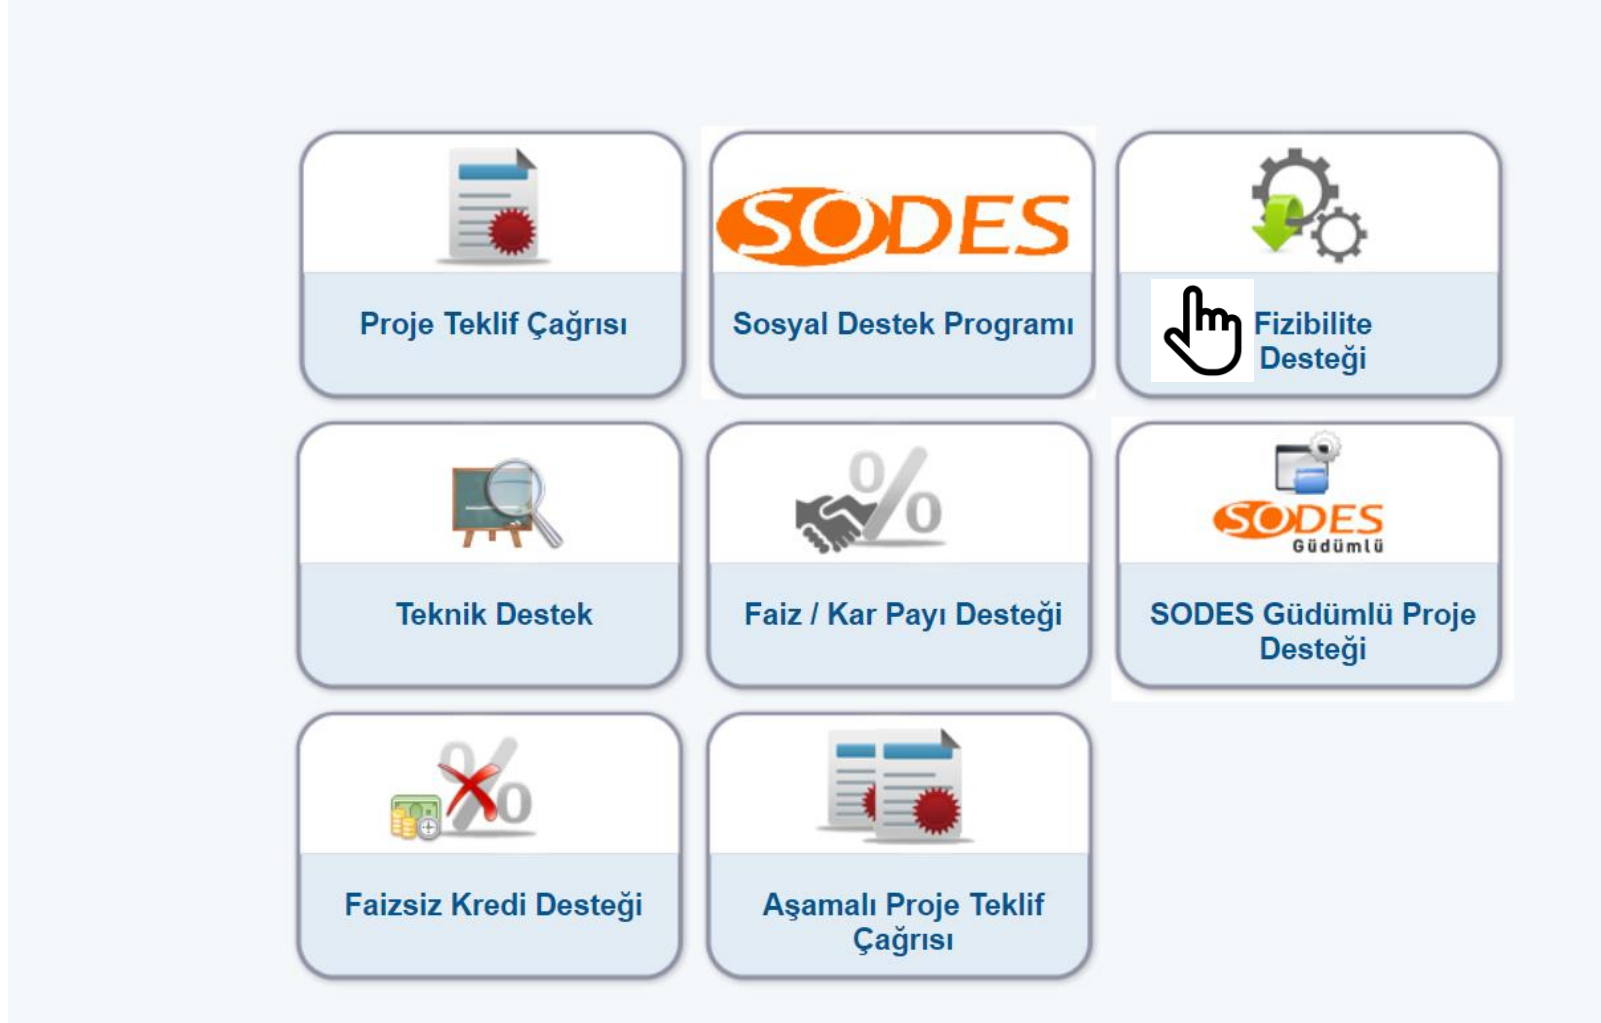 SODES
Proje Teklif Çağrısı
Sosyal Destek Programı
Fizibilite
Desteği
%
SODES
Güdümlü
Teknik Destek
Faiz / Kar Payı Desteği
SODES Güdümlü Proje
Desteği
%
Faizsiz Kredi Desteği
Aşamalı Proje Teklif
Çağrısı